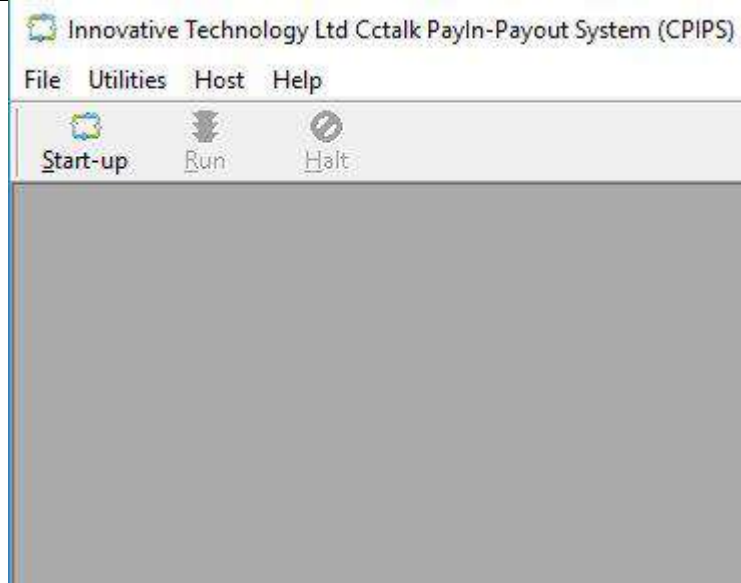 Innovative Technology Ltd Cctalk PayIn-Payout System (CPIPS)
File Utilities Host Help
Start-up Run Halt